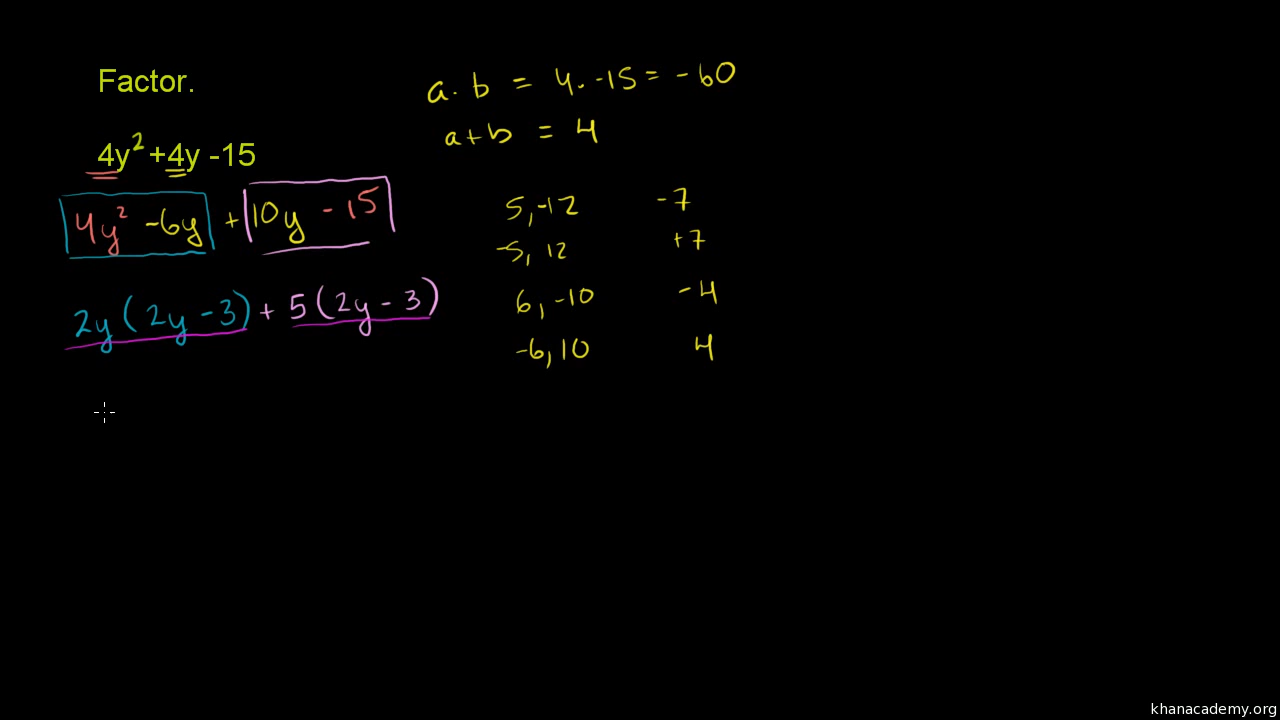 Factor.
4y² +4y -15
4y² -6y + 10y - 15
2y(2y - 3) + 5(2y - 3)
a · b = 4 · -15 = -60
a + b = 4
5, -12 -7
-5, 12 +7
6, -10 -4
-6, 10 4
khanacademy.org